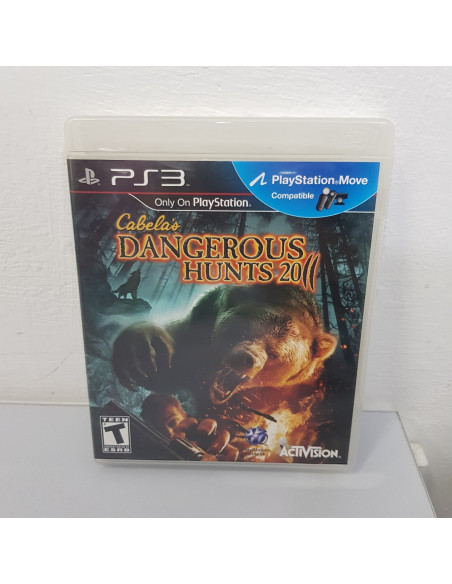 PS3
PlayStation®Move
Compatible
Only On PlayStation®
Cabela's
DANGEROUS
HUNTS 2011
TEEN
T
ESRB
ACTIVISION®